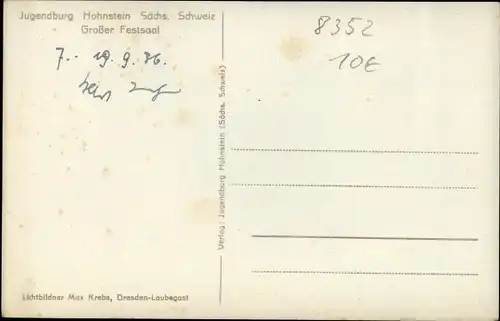 Jugendburg Hohnstein Sächs. Schweiz
Großer Festsaal
7.. 19.9.36.
8352
10€
Verlag: Jugendburg Hohnstein (Sächs. Schweiz)
Lichtbildner Max Krebs, Dresden-Laubegast